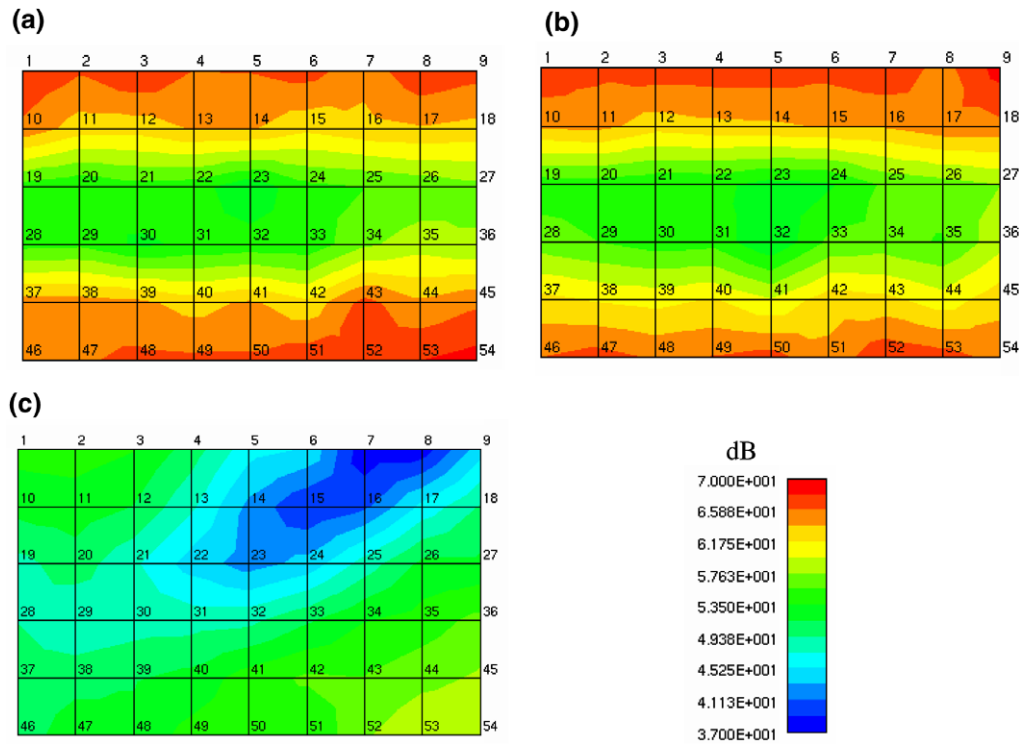 (a)
1 2 3 4 5 6 7 8 9
10 11 12 13 14 15 16 17 18
19 20 21 22 23 24 25 26 27
28 29 30 31 32 33 34 35 36
37 38 39 40 41 42 43 44 45
46 47 48 49 50 51 52 53 54
(b)
1 2 3 4 5 6 7 8 9
10 11 12 13 14 15 16 17 18
19 20 21 22 23 24 25 26 27
28 29 30 31 32 33 34 35 36
37 38 39 40 41 42 43 44 45
46 47 48 49 50 51 52 53 54
(c)
1 2 3 4 5 6 7 8 9
10 11 12 13 14 15 16 17 18
19 20 21 22 23 24 25 26 27
28 29 30 31 32 33 34 35 36
37 38 39 40 41 42 43 44 45
46 47 48 49 50 51 52 53 54
dB
7.000E+001
6.588E+001
6.175E+001
5.763E+001
5.350E+001
4.938E+001
4.525E+001
4.113E+001
3.700E+001